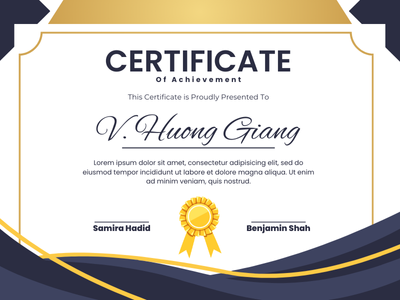 CERTIFICATE
Of Achievement
This Certificate is Proudly Presented To
V. Huong Giang
Lorem ipsum dolor sit amet, consectetur adipiscing elit, sed do
eiusmod tempor incididunt ut labore et dolore magna aliqua. Ut enim
ad minim veniam, quis nostrud.
Samira Hadid
Benjamin Shah